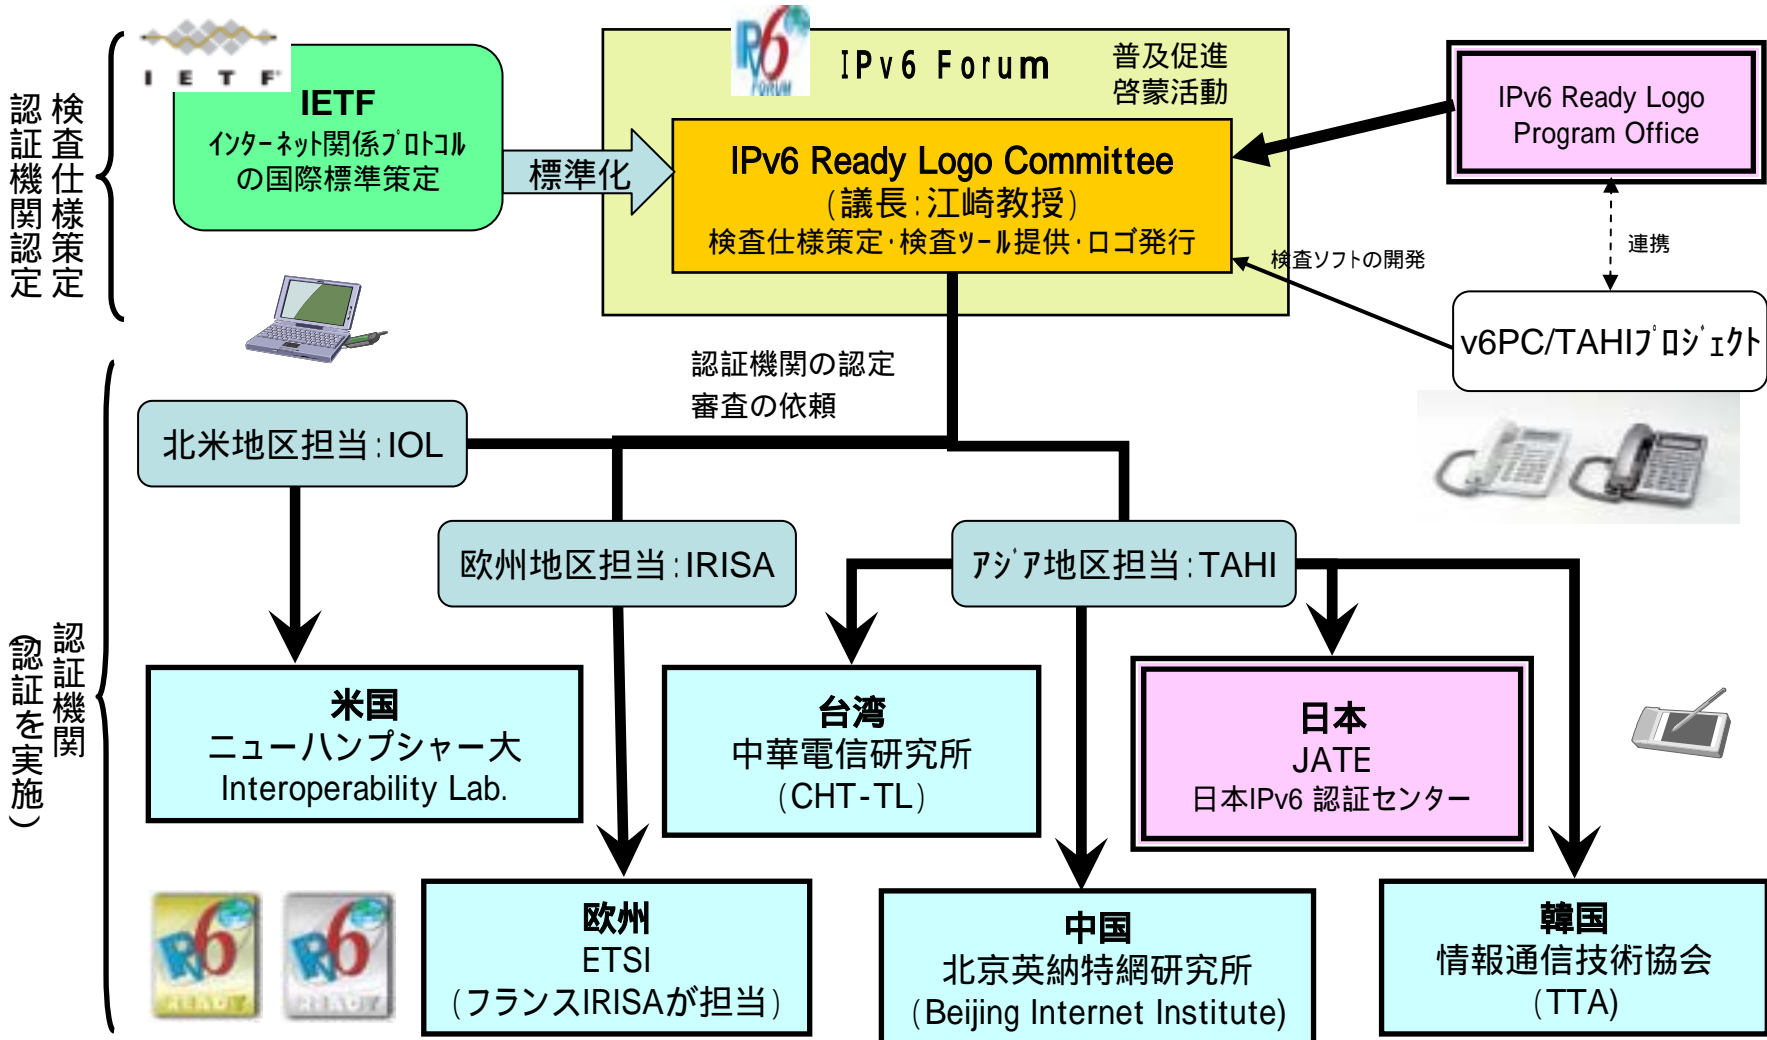 検査仕様策定
認証機関認定
I E T F
IETF
インターネット関係プロトコル
の国際標準策定
標準化
IPv6
FORUM
IPv6 Forum
普及促進
啓蒙活動
IPv6 Ready Logo Committee
(議長:江崎教授)
検査仕様策定・検査ツール提供・ロゴ発行
IPv6 Ready Logo
Program Office
連携
検査ソフトの開発
v6PC/TAHIプロジェクト
認証機関の認定
審査の依頼
北米地区担当:IOL
欧州地区担当:IRISA
アジア地区担当:TAHI
認証機関
(認証を実施)
米国
ニューハンプシャー大
Interoperability Lab.
台湾
中華電信研究所
(CHT-TL)
日本
JATE
日本IPv6 認証センター
欧州
ETSI
(フランスIRISAが担当)
中国
北京英納特網研究所
(Beijing Internet Institute)
韓国
情報通信技術協会
(TTA)
IPv6
READY
IPv6
READY